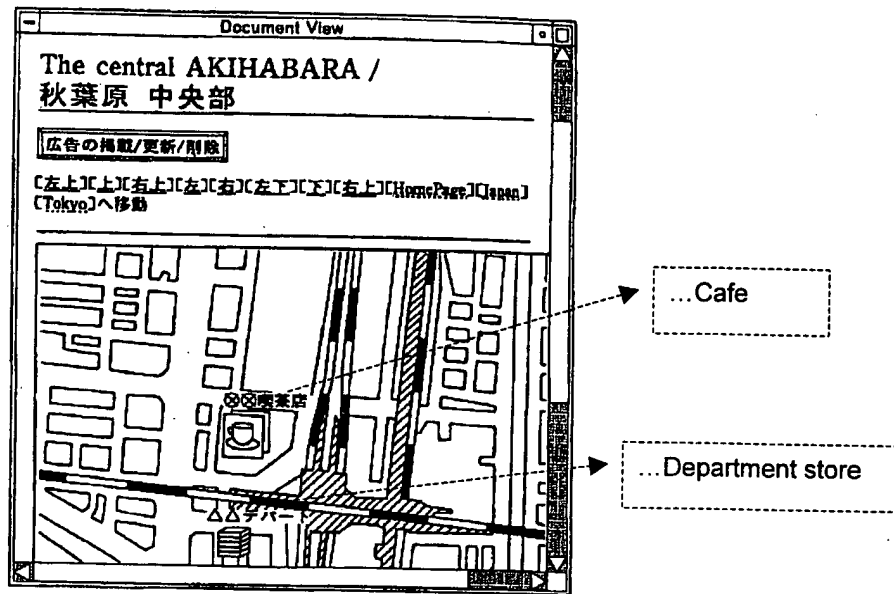 Document View
The central AKIHABARA /
秋葉原 中央部
広告の掲載/更新/削除
[左上][上][右上][左][右][左下][下][右上][HomePage][Japan]
[Tokyo]へ移動
...Cafe
⊗⊗喫茶店
...Department store
△△デパート